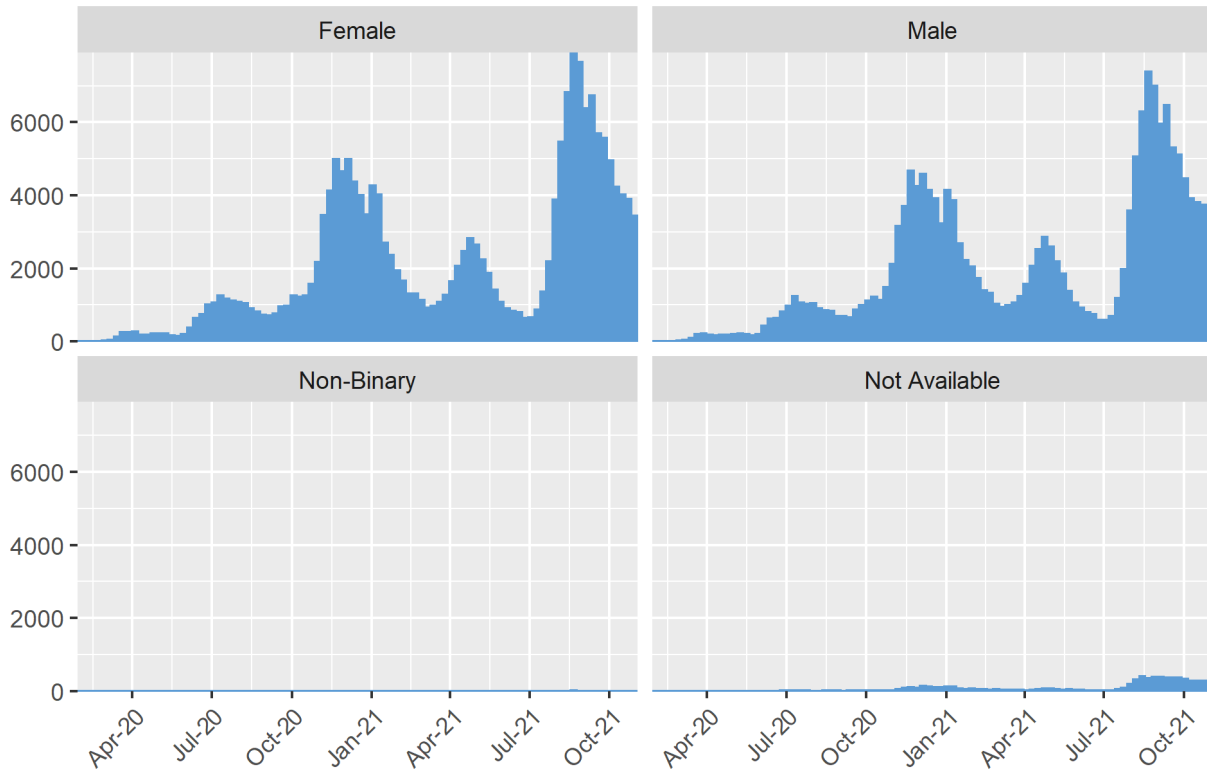 Female Male
6000
4000
2000
0
Non-Binary Not Available
6000
4000
2000
0
Apr-20 Jul-20 Oct-20 Jan-21 Apr-21 Jul-21 Oct-21 Apr-20 Jul-20 Oct-20 Jan-21 Apr-21 Jul-21 Oct-21